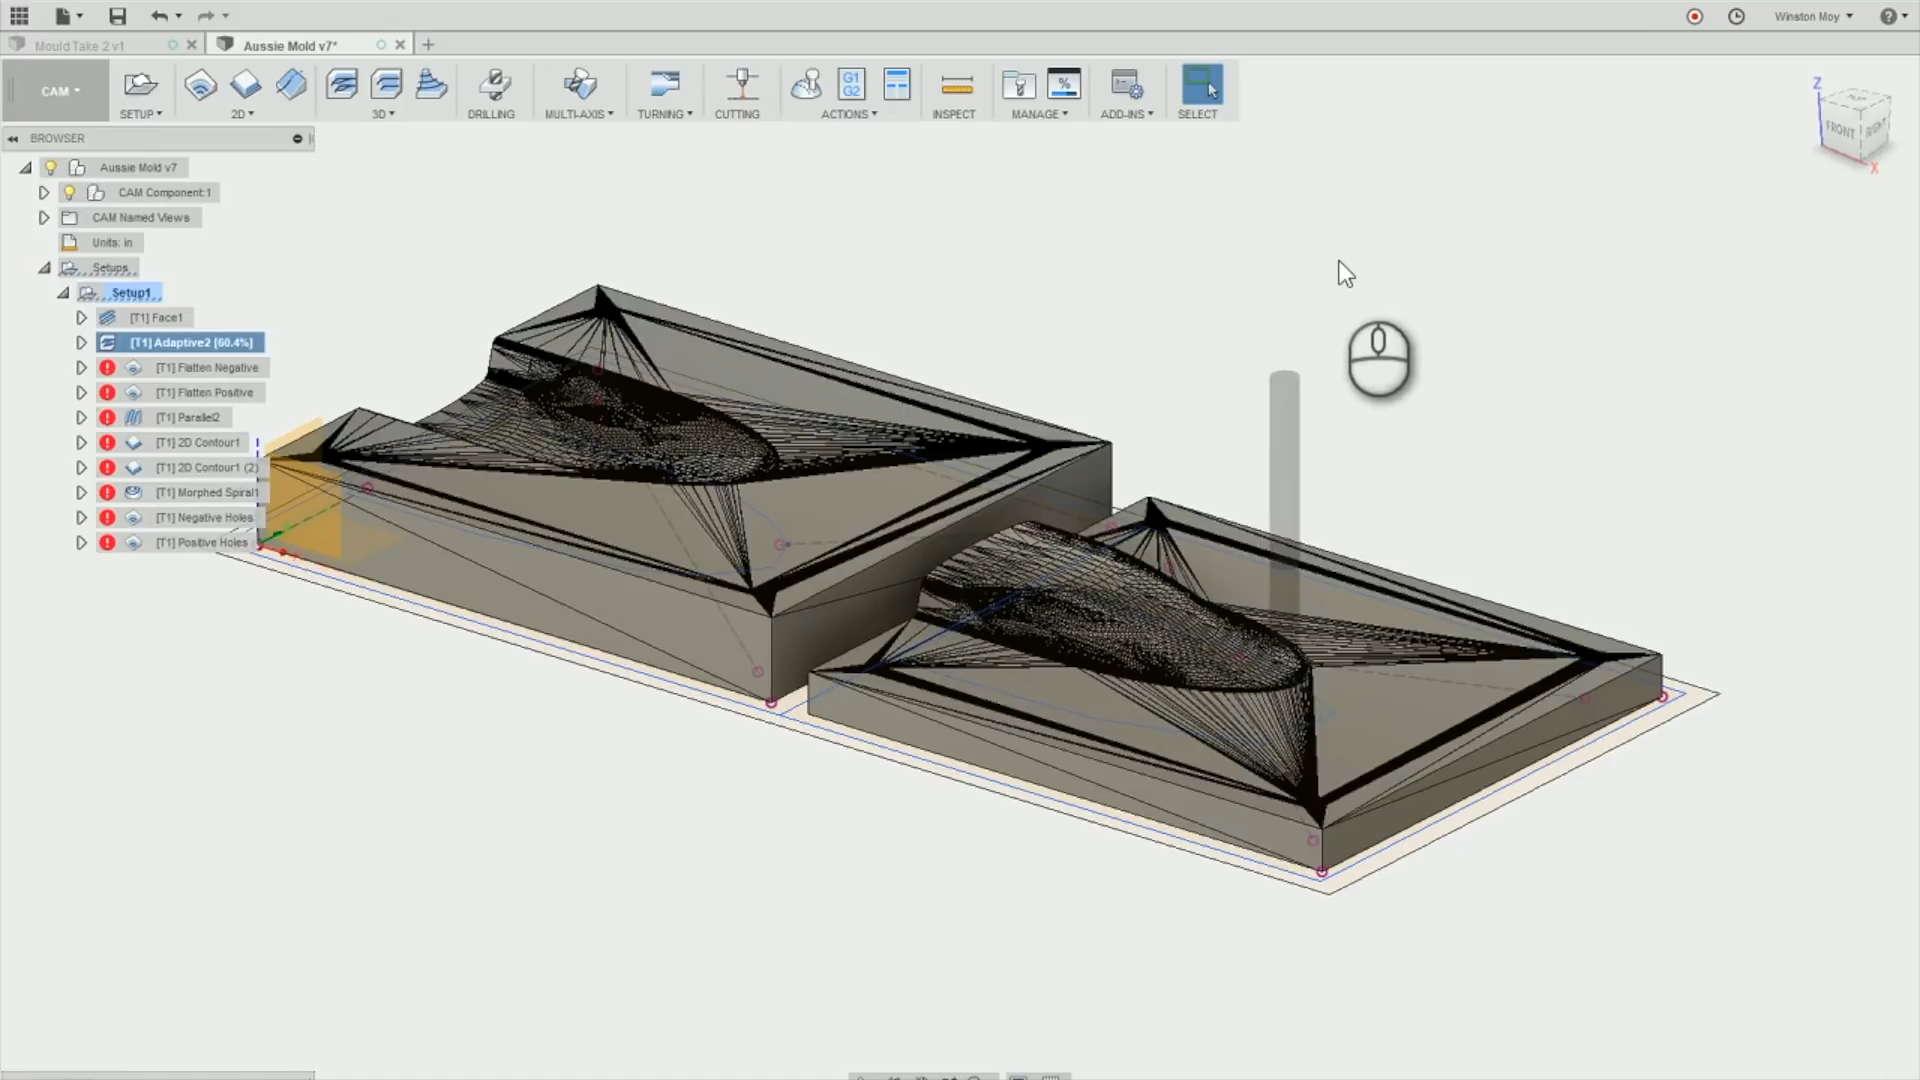 Winston Moy
Mould Take 2 v1
Aussie Mold v7*
CAM
SETUP
2D
3D
DRILLING
MULTI-AXIS
TURNING
CUTTING
G1
G2
ACTIONS
INSPECT
%
MANAGE
ADD-INS
SELECT
BROWSER
Aussie Mold v7
CAM Component:1
CAM Named Views
Units: in
Setups
Setup1
[T1] Face1
[T1] Adaptive2 [60.4%]
[T1] Flatten Negative
[T1] Flatten Positive
[T1] Parallel2
[T1] 2D Contour1
[T1] 2D Contour1 (2)
[T1] Morphed Spiral1
[T1] Negative Holes
[T1] Positive Holes
Z
TOP
FRONT
RIGHT
X